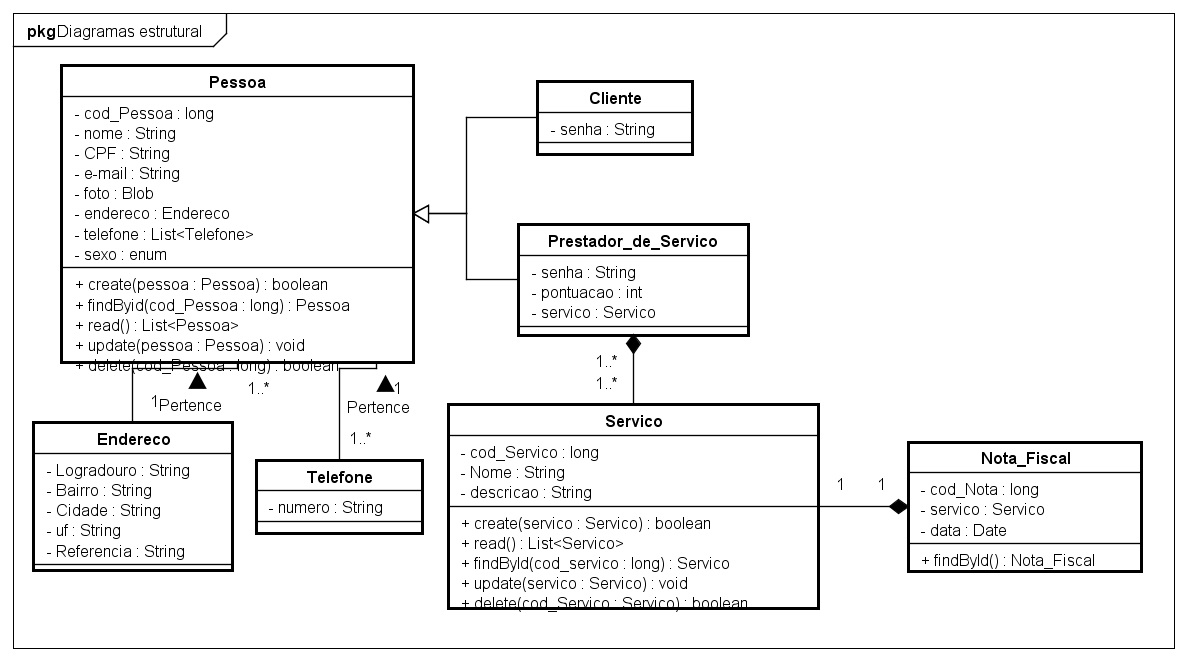 pkg Diagramas estrutural
Pessoa
- cod_Pessoa : long
- nome : String
- CPF : String
- e-mail : String
- foto : Blob
- endereco : Endereco
- telefone : List<Telefone>
- sexo : enum
+ create(pessoa : Pessoa) : boolean
+ findByid(cod_Pessoa : long) : Pessoa
+ read() : List<Pessoa>
+ update(pessoa : Pessoa) : void
+ delete(cod_Pessoa : long) : boolean
Cliente
- senha : String
Prestador_de_Servico
- senha : String
- pontuacao : int
- servico : Servico
1..*
1..*
1..*
1
Pertence
1
Pertence
1..*
Endereco
- Logradouro : String
- Bairro : String
- Cidade : String
- uf : String
- Referencia : String
Telefone
- numero : String
Servico
- cod_Servico : long
- Nome : String
- descricao : String
+ create(servico : Servico) : boolean
+ read() : List<Servico>
+ findById(cod_servico : long) : Servico
+ update(servico : Servico) : void
+ delete(cod_Servico : Servico) : boolean
1
1
Nota_Fiscal
- cod_Nota : long
- servico : Servico
- data : Date
+ findById() : Nota_Fiscal